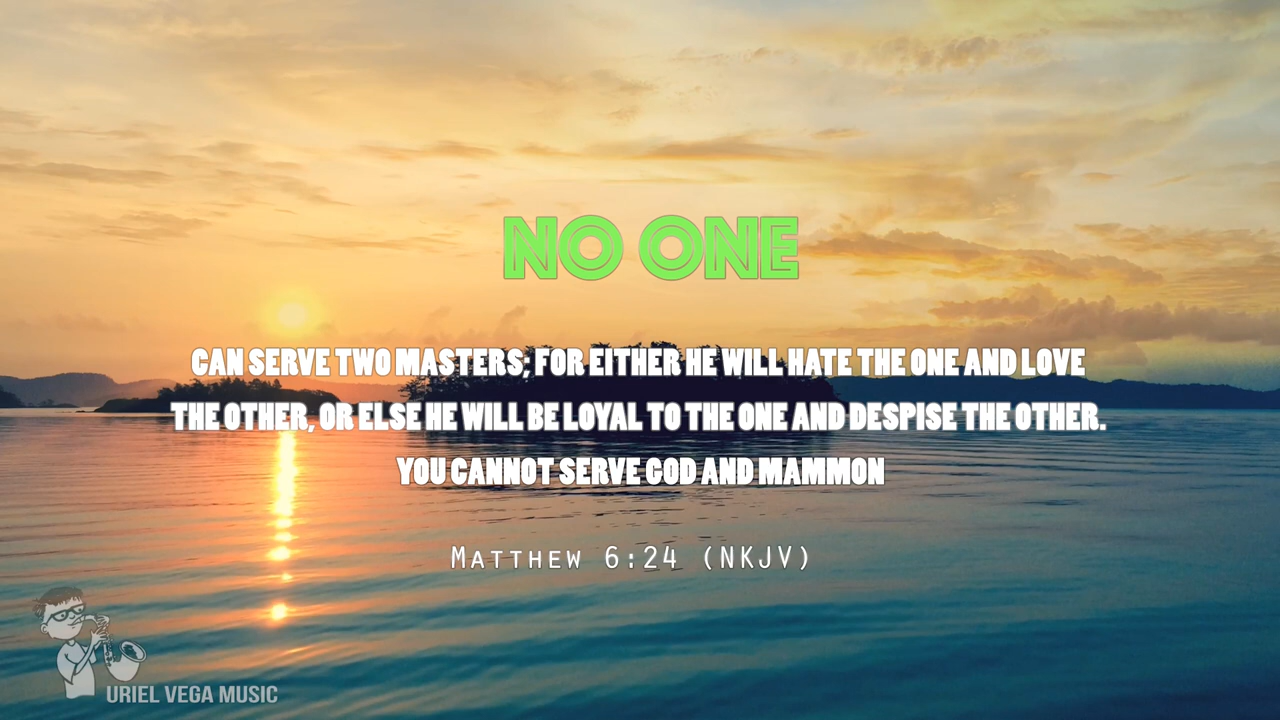 NO ONE
CAN SERVE TWO MASTERS; FOR EITHER HE WILL HATE THE ONE AND LOVE
THE OTHER, OR ELSE HE WILL BE LOYAL TO THE ONE AND DESPISE THE OTHER.
YOU CANNOT SERVE GOD AND MAMMON
MATTHEW 6:24 (NKJV)
URIEL VEGA MUSIC